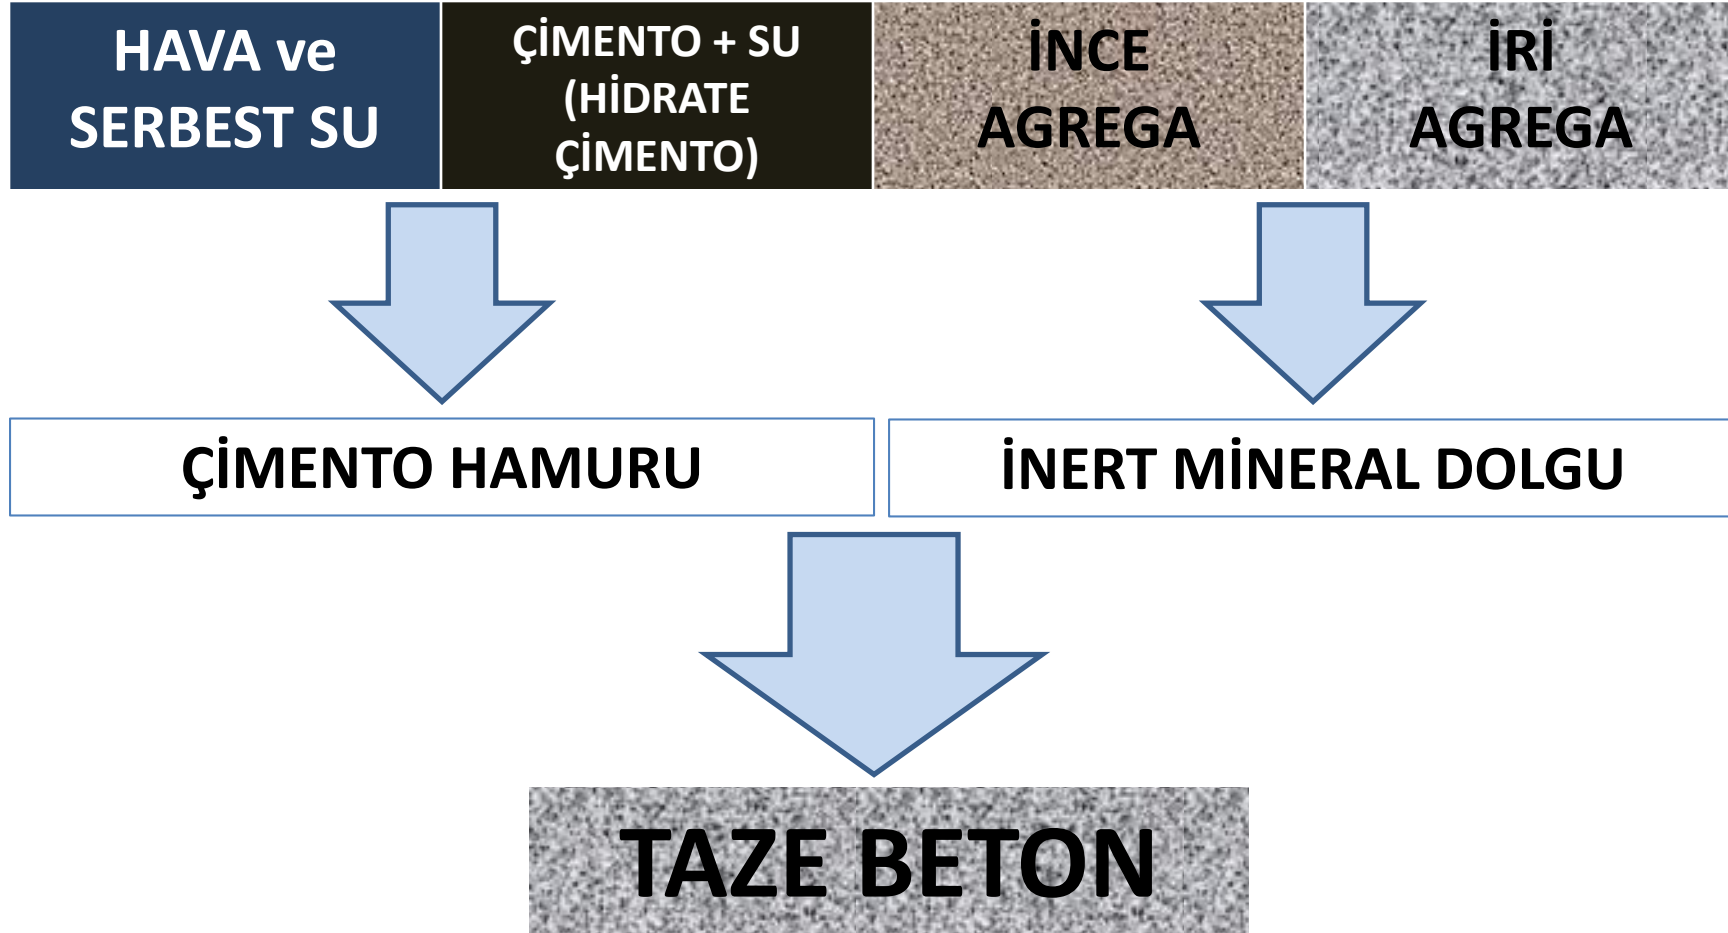 HAVA ve
SERBEST SU
ÇİMENTO + SU
(HİDRATE
ÇİMENTO)
İNCE
AGREGA
İRİ
AGREGA
ÇİMENTO HAMURU
İNERT MİNERAL DOLGU
TAZE BETON